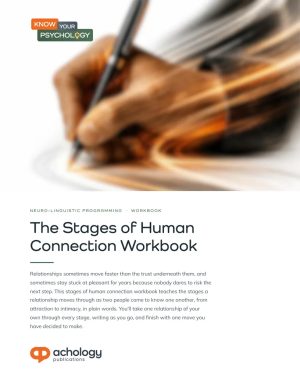 KNOW YOUR
PSYCHOLOGY
NEURO-LINGUISTIC PROGRAMMING · WORKBOOK
The Stages of Human
Connection Workbook
Relationships sometimes move faster than the trust underneath them, and
sometimes stay stuck at pleasant for years because nobody dares to risk the
next step. This stages of human connection workbook teaches the stages a
relationship moves through as two people come to know one another, from
attraction to intimacy, in plain words. You'll take one relationship of your
own through every stage, writing as you go, and finish with one move you
have decided to make.
achology
publications